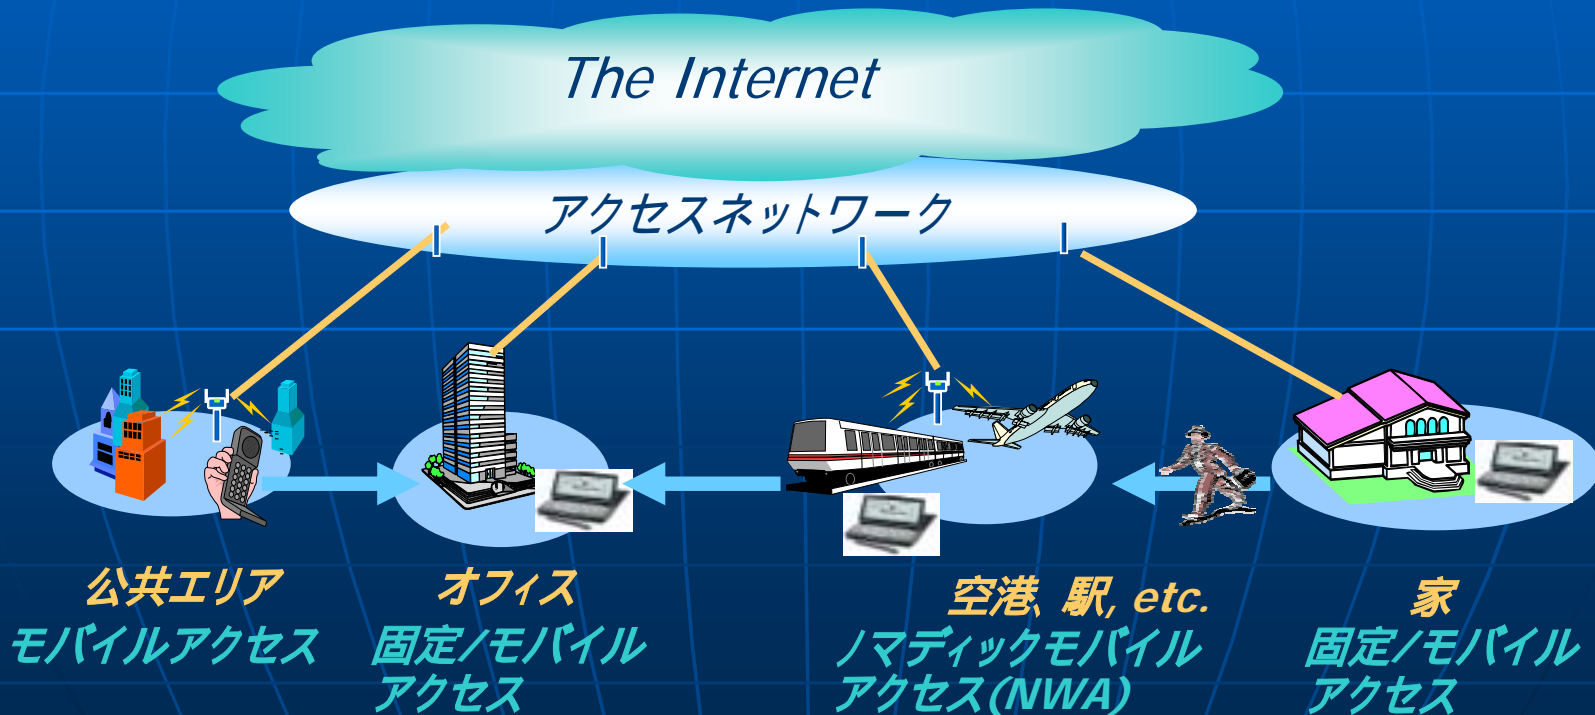 The Internet
アクセスネットワーク
公共エリア
モバイルアクセス
オフィス
固定/モバイル
アクセス
空港、駅, etc.
ノマディックモバイル
アクセス(NWA)
家
固定/モバイル
アクセス